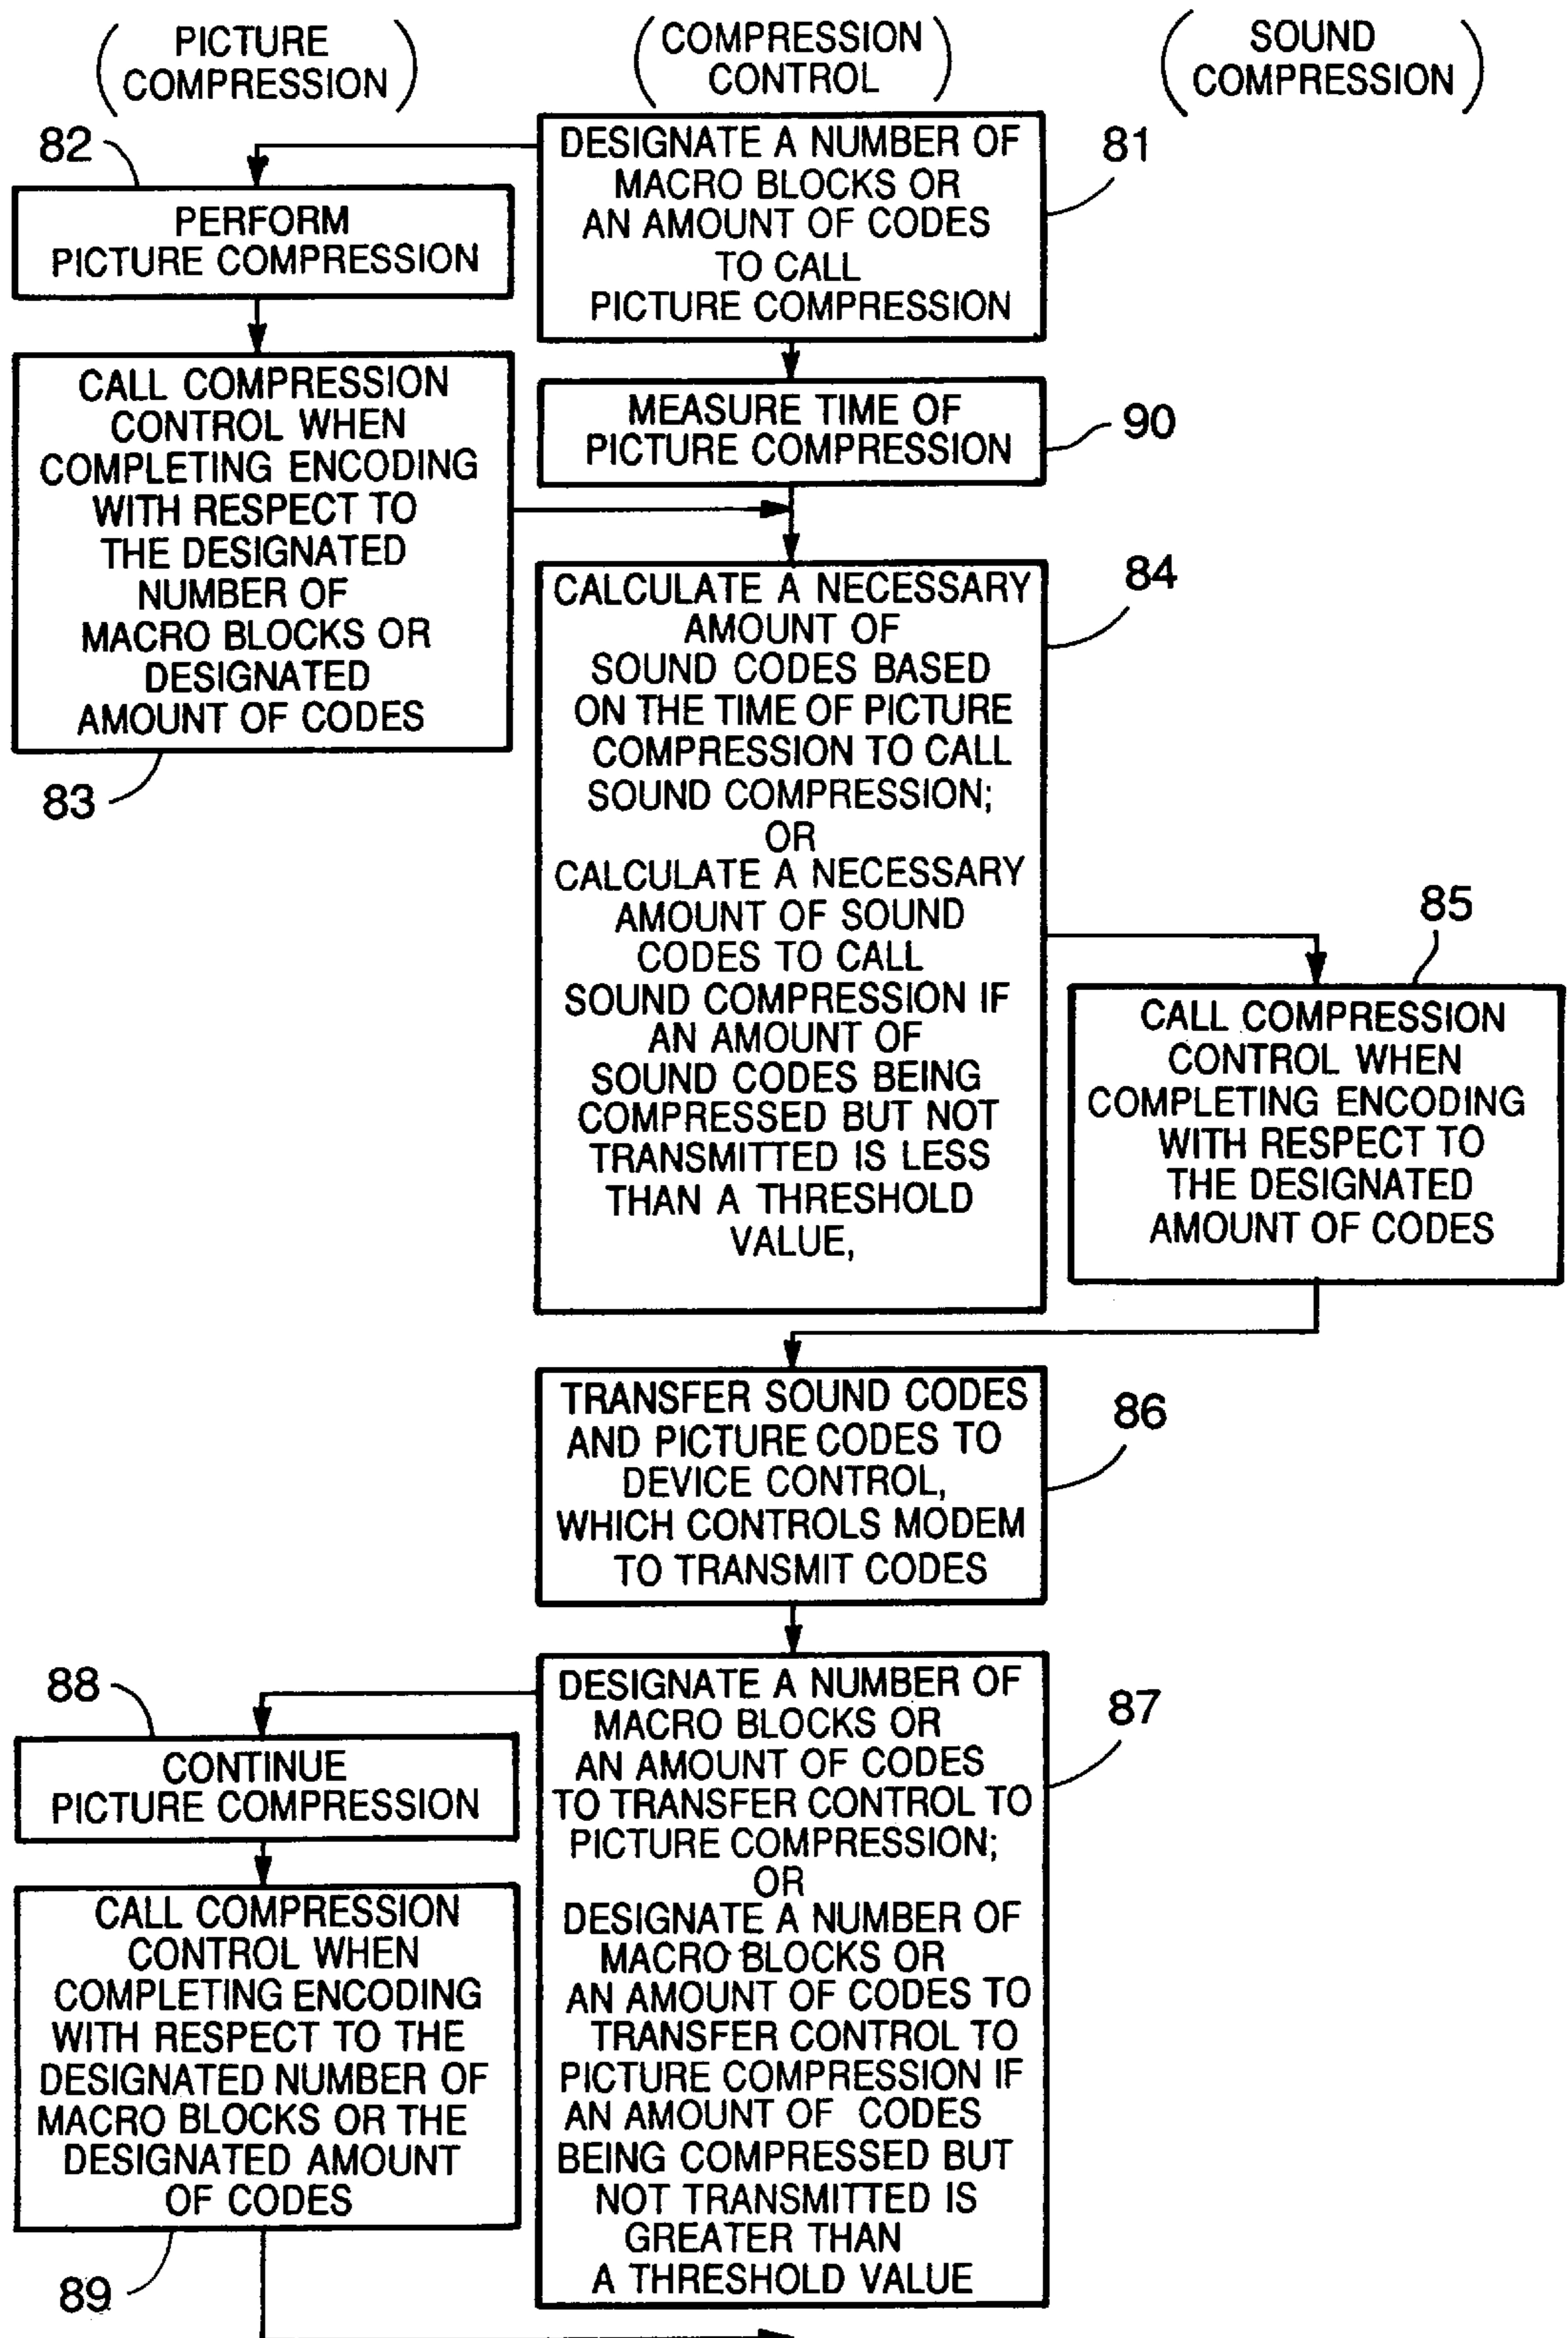 ( PICTURE
COMPRESSION )
( COMPRESSION
CONTROL )
( SOUND
COMPRESSION )
82
PERFORM
PICTURE COMPRESSION
DESIGNATE A NUMBER OF
MACRO BLOCKS OR
AN AMOUNT OF CODES
TO CALL
PICTURE COMPRESSION
81
CALL COMPRESSION
CONTROL WHEN
COMPLETING ENCODING
WITH RESPECT TO
THE DESIGNATED
NUMBER OF
MACRO BLOCKS OR
DESIGNATED
AMOUNT OF CODES
83
MEASURE TIME OF
PICTURE COMPRESSION
90
CALCULATE A NECESSARY
AMOUNT OF
SOUND CODES BASED
ON THE TIME OF PICTURE
COMPRESSION TO CALL
SOUND COMPRESSION;
OR
CALCULATE A NECESSARY
AMOUNT OF SOUND
CODES TO CALL
SOUND COMPRESSION IF
AN AMOUNT OF
SOUND CODES BEING
COMPRESSED BUT NOT
TRANSMITTED IS LESS
THAN A THRESHOLD
VALUE,
84
85
CALL COMPRESSION
CONTROL WHEN
COMPLETING ENCODING
WITH RESPECT TO
THE DESIGNATED
AMOUNT OF CODES
TRANSFER SOUND CODES
AND PICTURE CODES TO
DEVICE CONTROL,
WHICH CONTROLS MODEM
TO TRANSMIT CODES
86
88
CONTINUE
PICTURE COMPRESSION
DESIGNATE A NUMBER OF
MACRO BLOCKS OR
AN AMOUNT OF CODES
TO TRANSFER CONTROL TO
PICTURE COMPRESSION;
OR
DESIGNATE A NUMBER OF
MACRO BLOCKS OR
AN AMOUNT OF CODES TO
TRANSFER CONTROL TO
PICTURE COMPRESSION IF
AN AMOUNT OF CODES
BEING COMPRESSED BUT
NOT TRANSMITTED IS
GREATER THAN
A THRESHOLD VALUE
87
CALL COMPRESSION
CONTROL WHEN
COMPLETING ENCODING
WITH RESPECT TO THE
DESIGNATED NUMBER OF
MACRO BLOCKS OR THE
DESIGNATED AMOUNT
OF CODES
89